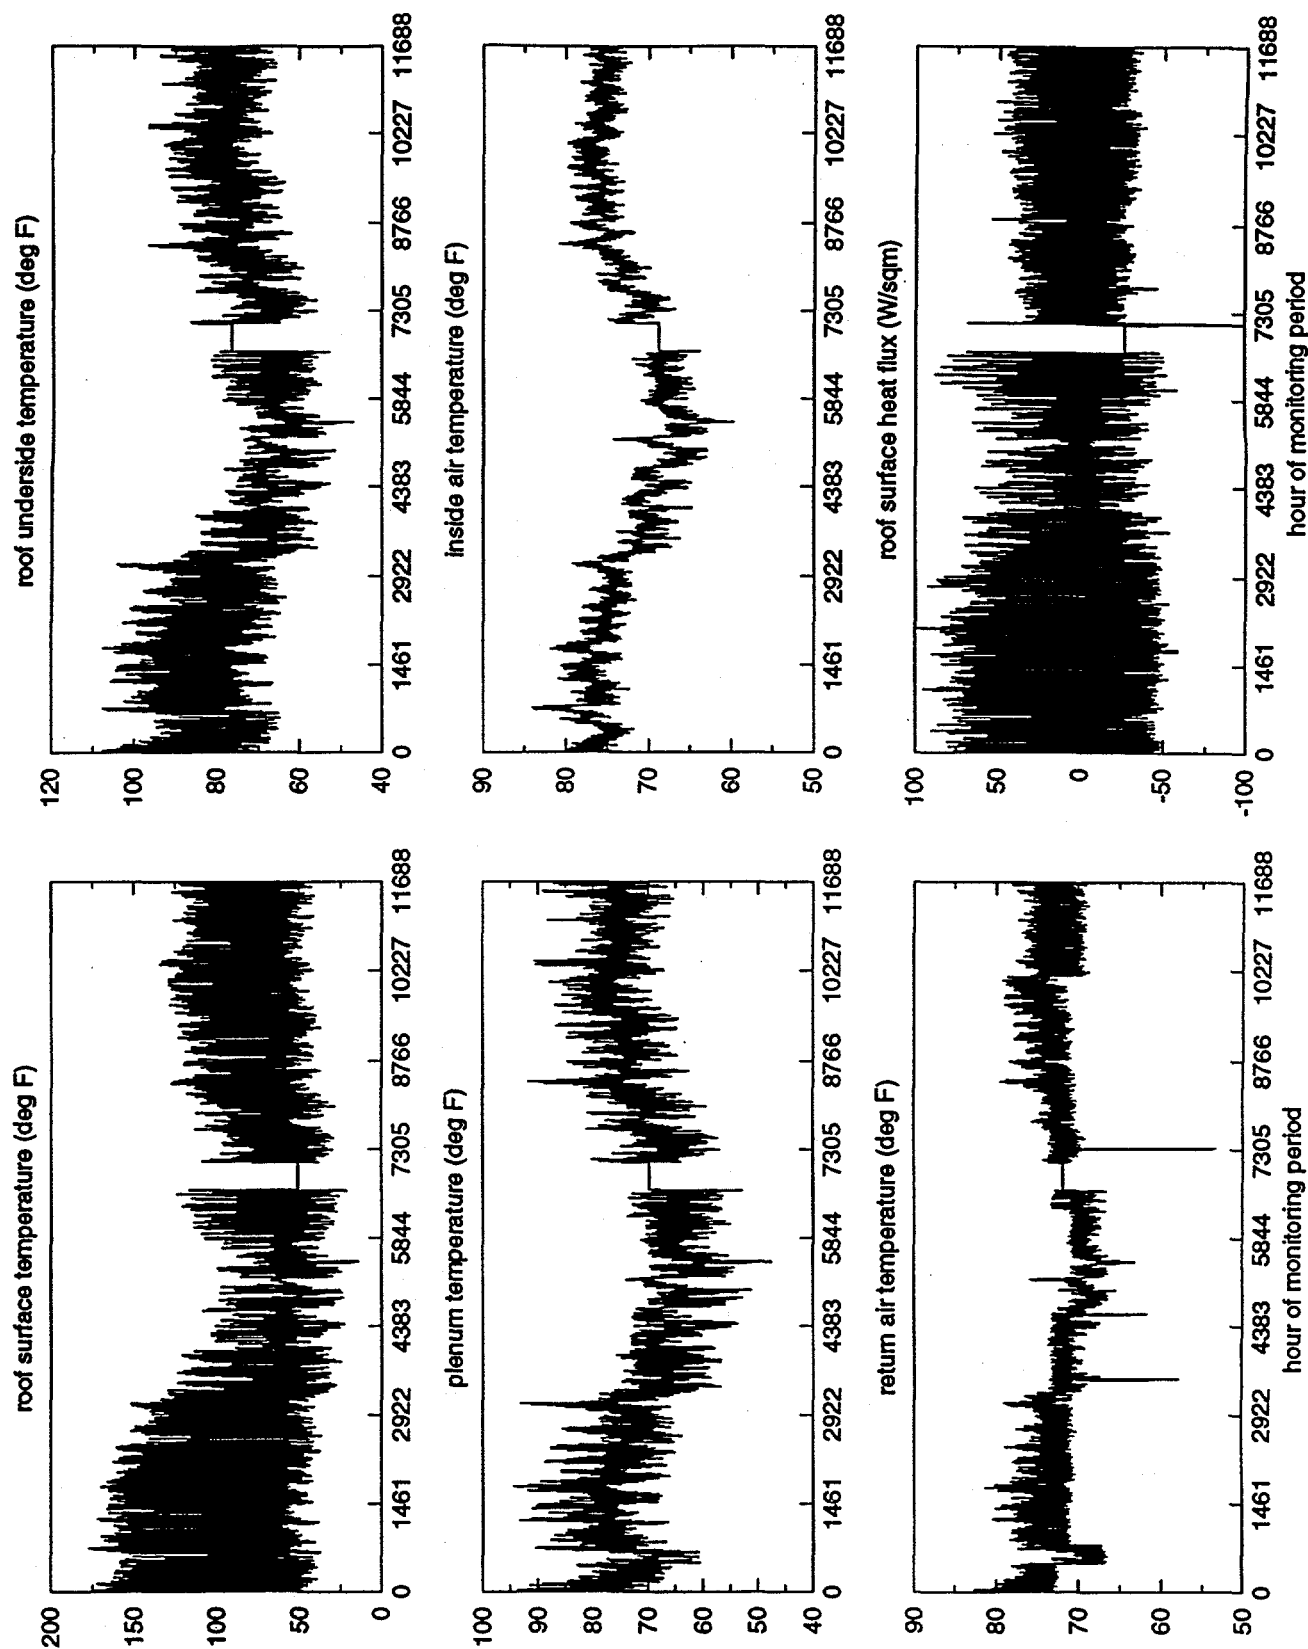 roof surface temperature (deg F)
200
150
100
50
0
0 1461 2922 4383 5844 7305 8766 10227 11688
roof underside temperature (deg F)
120
100
80
60
40
0 1461 2922 4383 5844 7305 8766 10227 11688
plenum temperature (deg F)
100
90
80
70
60
50
40
0 1461 2922 4383 5844 7305 8766 10227 11688
inside air temperature (deg F)
90
80
70
60
50
0 1461 2922 4383 5844 7305 8766 10227 11688
return air temperature (deg F)
90
80
70
60
50
0 1461 2922 4383 5844 7305 8766 10227 11688
hour of monitoring period
roof surface heat flux (W/sqm)
100
50
0
-50
-100
0 1461 2922 4383 5844 7305 8766 10227 11688
hour of monitoring period